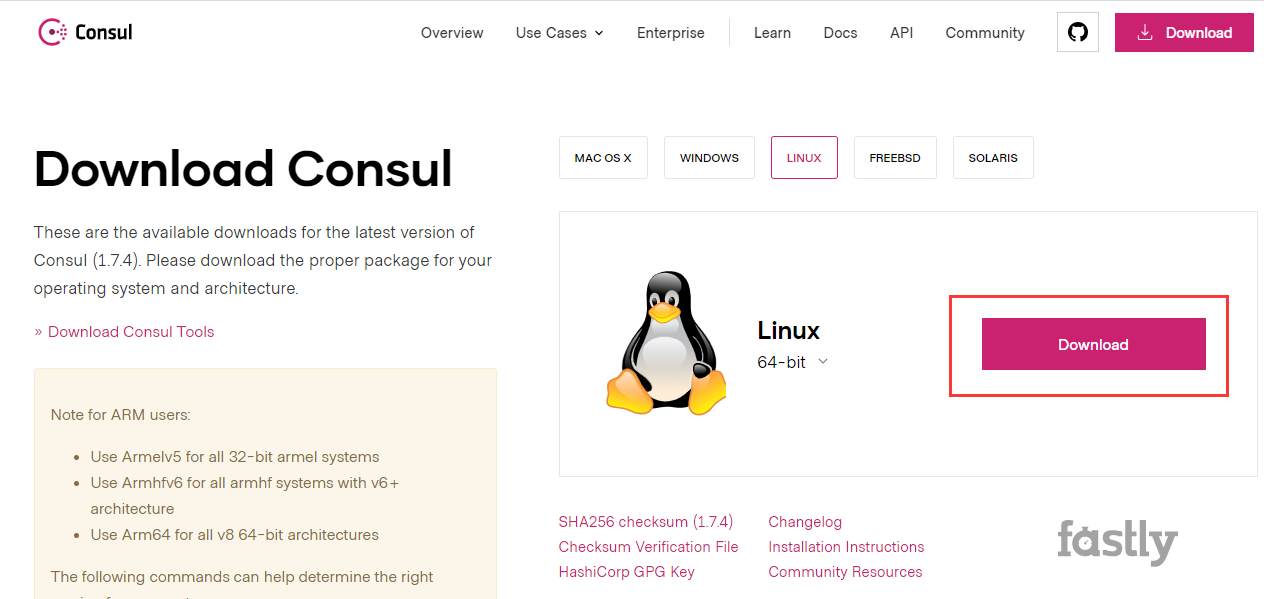 Consul
Overview
Use Cases
Enterprise
Learn
Docs
API
Community
Download
Download Consul
These are the available downloads for the latest version of
Consul (1.7.4). Please download the proper package for your
operating system and architecture.
» Download Consul Tools
Note for ARM users:
• Use Armelv5 for all 32-bit armel systems
• Use Armhfv6 for all armhf systems with v6+
architecture
• Use Arm64 for all v8 64-bit architectures
The following commands can help determine the right
MAC OS X
WINDOWS
LINUX
FREEBSD
SOLARIS
Linux
64-bit
Download
SHA256 checksum (1.7.4)
Checksum Verification File
HashiCorp GPG Key
Changelog
Installation Instructions
Community Resources
fastly